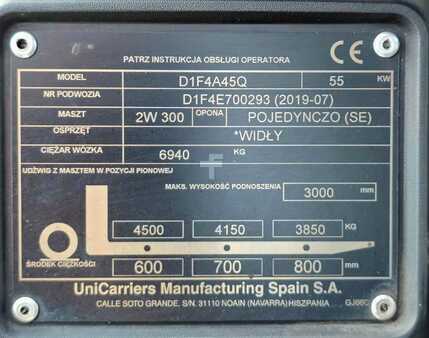 PATRZ INSTRUKCJA OBSŁUGI OPERATORA CE
MODEL D1F4A45Q 55 KW
NR PODWOZIA D1F4E700293 (2019-07)
MASZT 2W 300 OPONA POJEDYNCZO (SE)
OSPRZĘT *WIDŁY
CIĘŻAR WÓZKA 6940 KG
UDŹWIG Z MASZTEM W POZYCJI PIONOWEJ
MAKS. WYSOKOŚĆ PODNOSZENIA 3000 mm
4500 4150 3850 KG
ŚRODEK CIĘŻKOŚCI 600 700 800 mm
UniCarriers Manufacturing Spain S.A.
CALLE SOTO GRANDE, S/N. 31110 NOAIN (NAVARRA) HISZPANIA